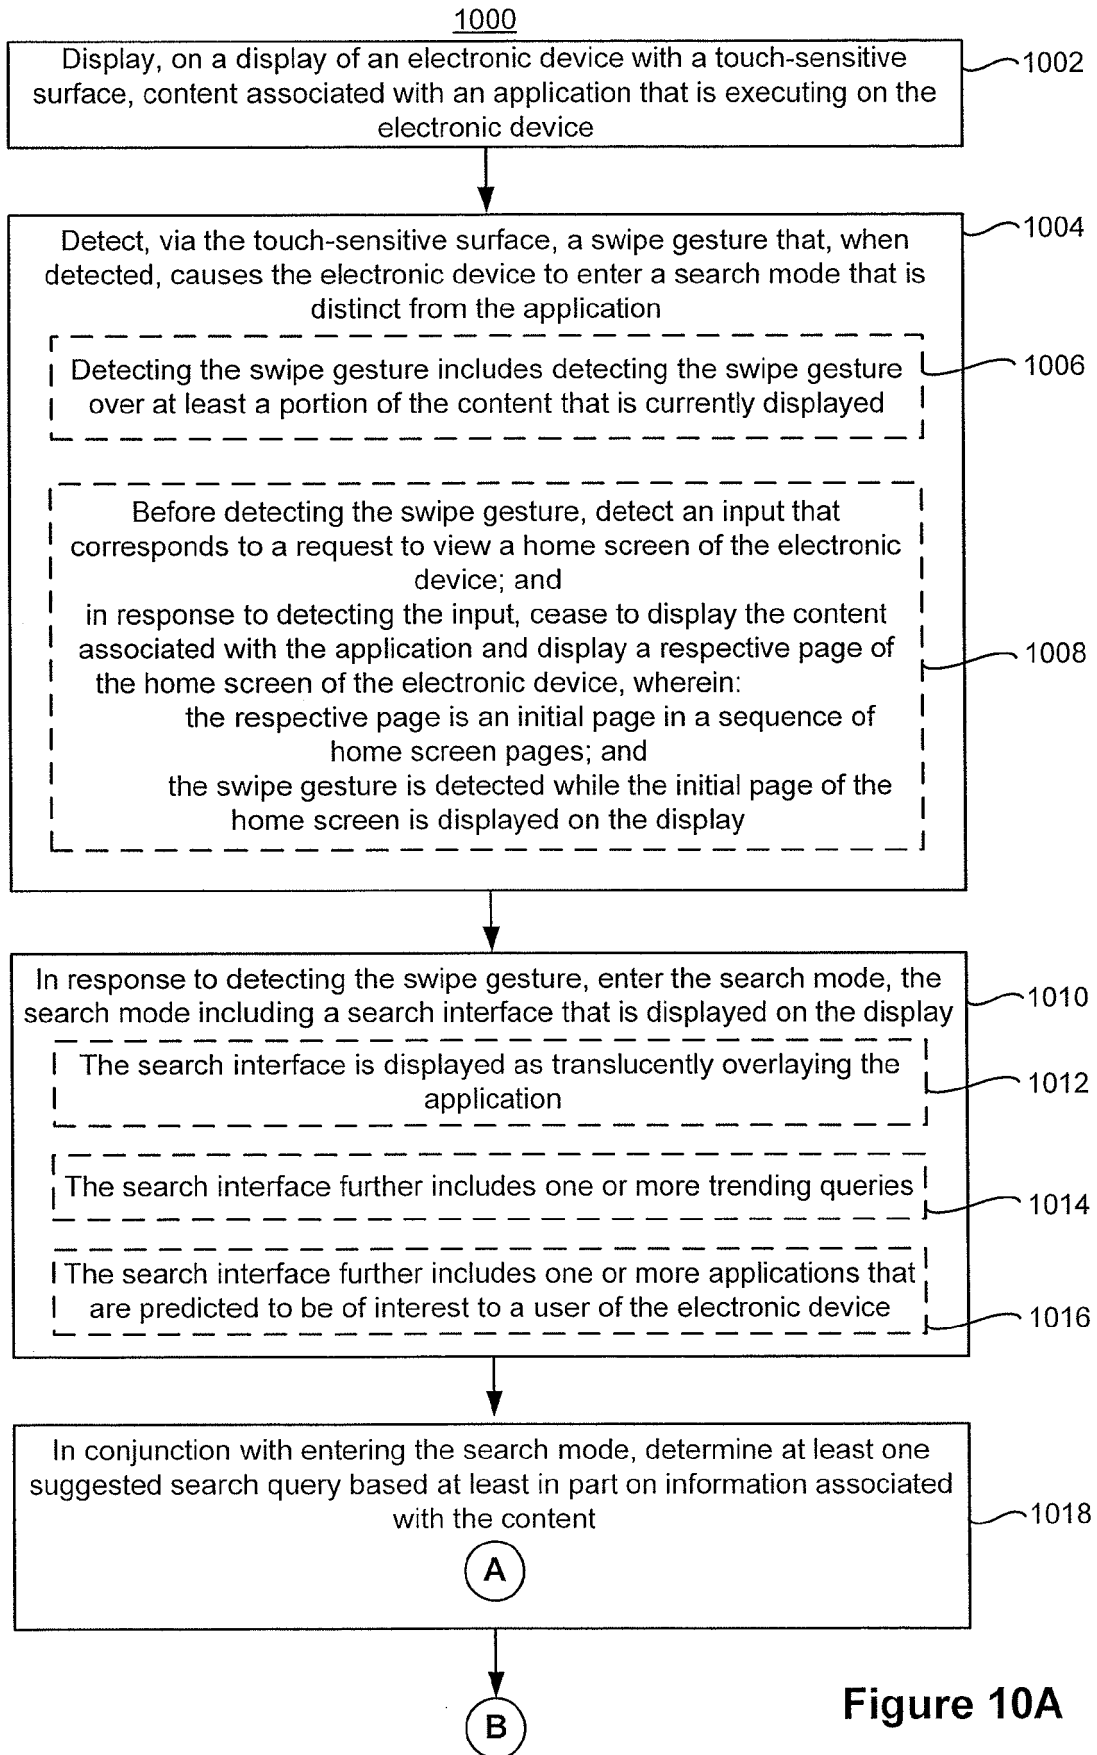 1000
Display, on a display of an electronic device with a touch-sensitive
surface, content associated with an application that is executing on the
electronic device
1002
Detect, via the touch-sensitive surface, a swipe gesture that, when
detected, causes the electronic device to enter a search mode that is
distinct from the application
1004
Detecting the swipe gesture includes detecting the swipe gesture
over at least a portion of the content that is currently displayed
1006
Before detecting the swipe gesture, detect an input that
corresponds to a request to view a home screen of the electronic
device; and
in response to detecting the input, cease to display the content
associated with the application and display a respective page of
the home screen of the electronic device, wherein:
the respective page is an initial page in a sequence of
home screen pages; and
the swipe gesture is detected while the initial page of the
home screen is displayed on the display
1008
In response to detecting the swipe gesture, enter the search mode, the
search mode including a search interface that is displayed on the display
1010
The search interface is displayed as translucently overlaying the
application
1012
The search interface further includes one or more trending queries
1014
The search interface further includes one or more applications that
are predicted to be of interest to a user of the electronic device
1016
In conjunction with entering the search mode, determine at least one
suggested search query based at least in part on information associated
with the content
1018
A
B
Figure 10A